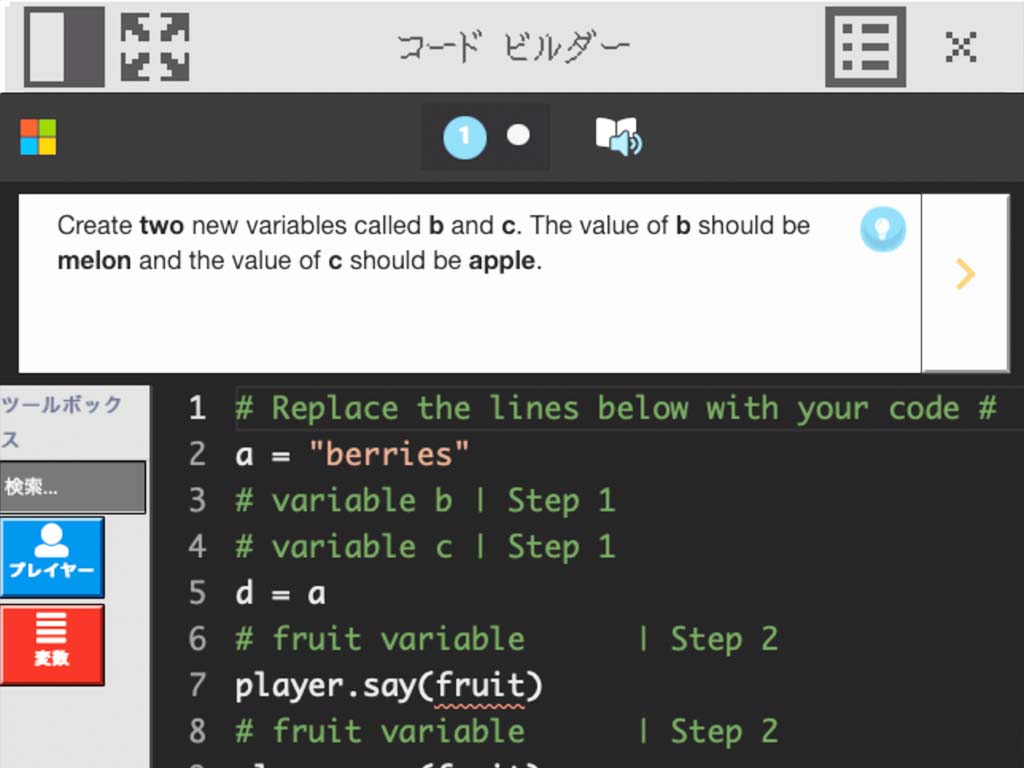 コード ビルダー
1
Create two new variables called b and c. The value of b should be
melon and the value of c should be apple.
ツールボック
ス
検索...
プレイヤー
変数
1 # Replace the lines below with your code #
2 a = "berries"
3 # variable b | Step 1
4 # variable c | Step 1
5 d = a
6 # fruit variable | Step 2
7 player.say(fruit)
8 # fruit variable | Step 2